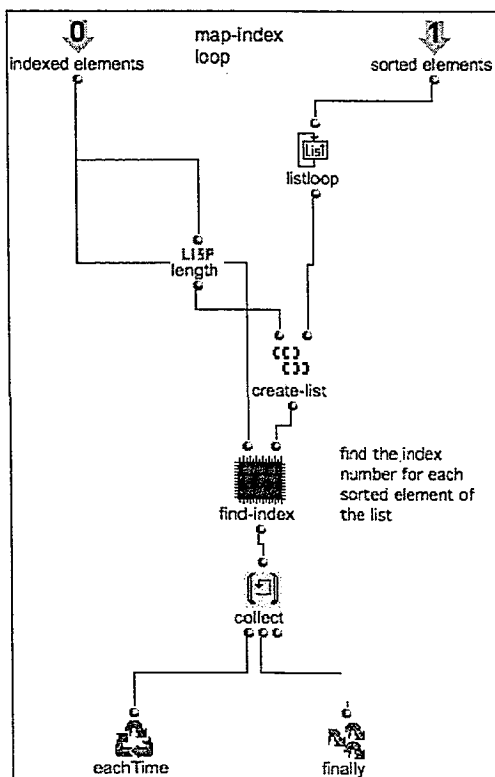 0
map-index
loop
1
indexed elements
sorted elements
List
listloop
LISP
length
create-list
find the index
number for each
sorted element of
the list
find-index
collect
eachTime
finally